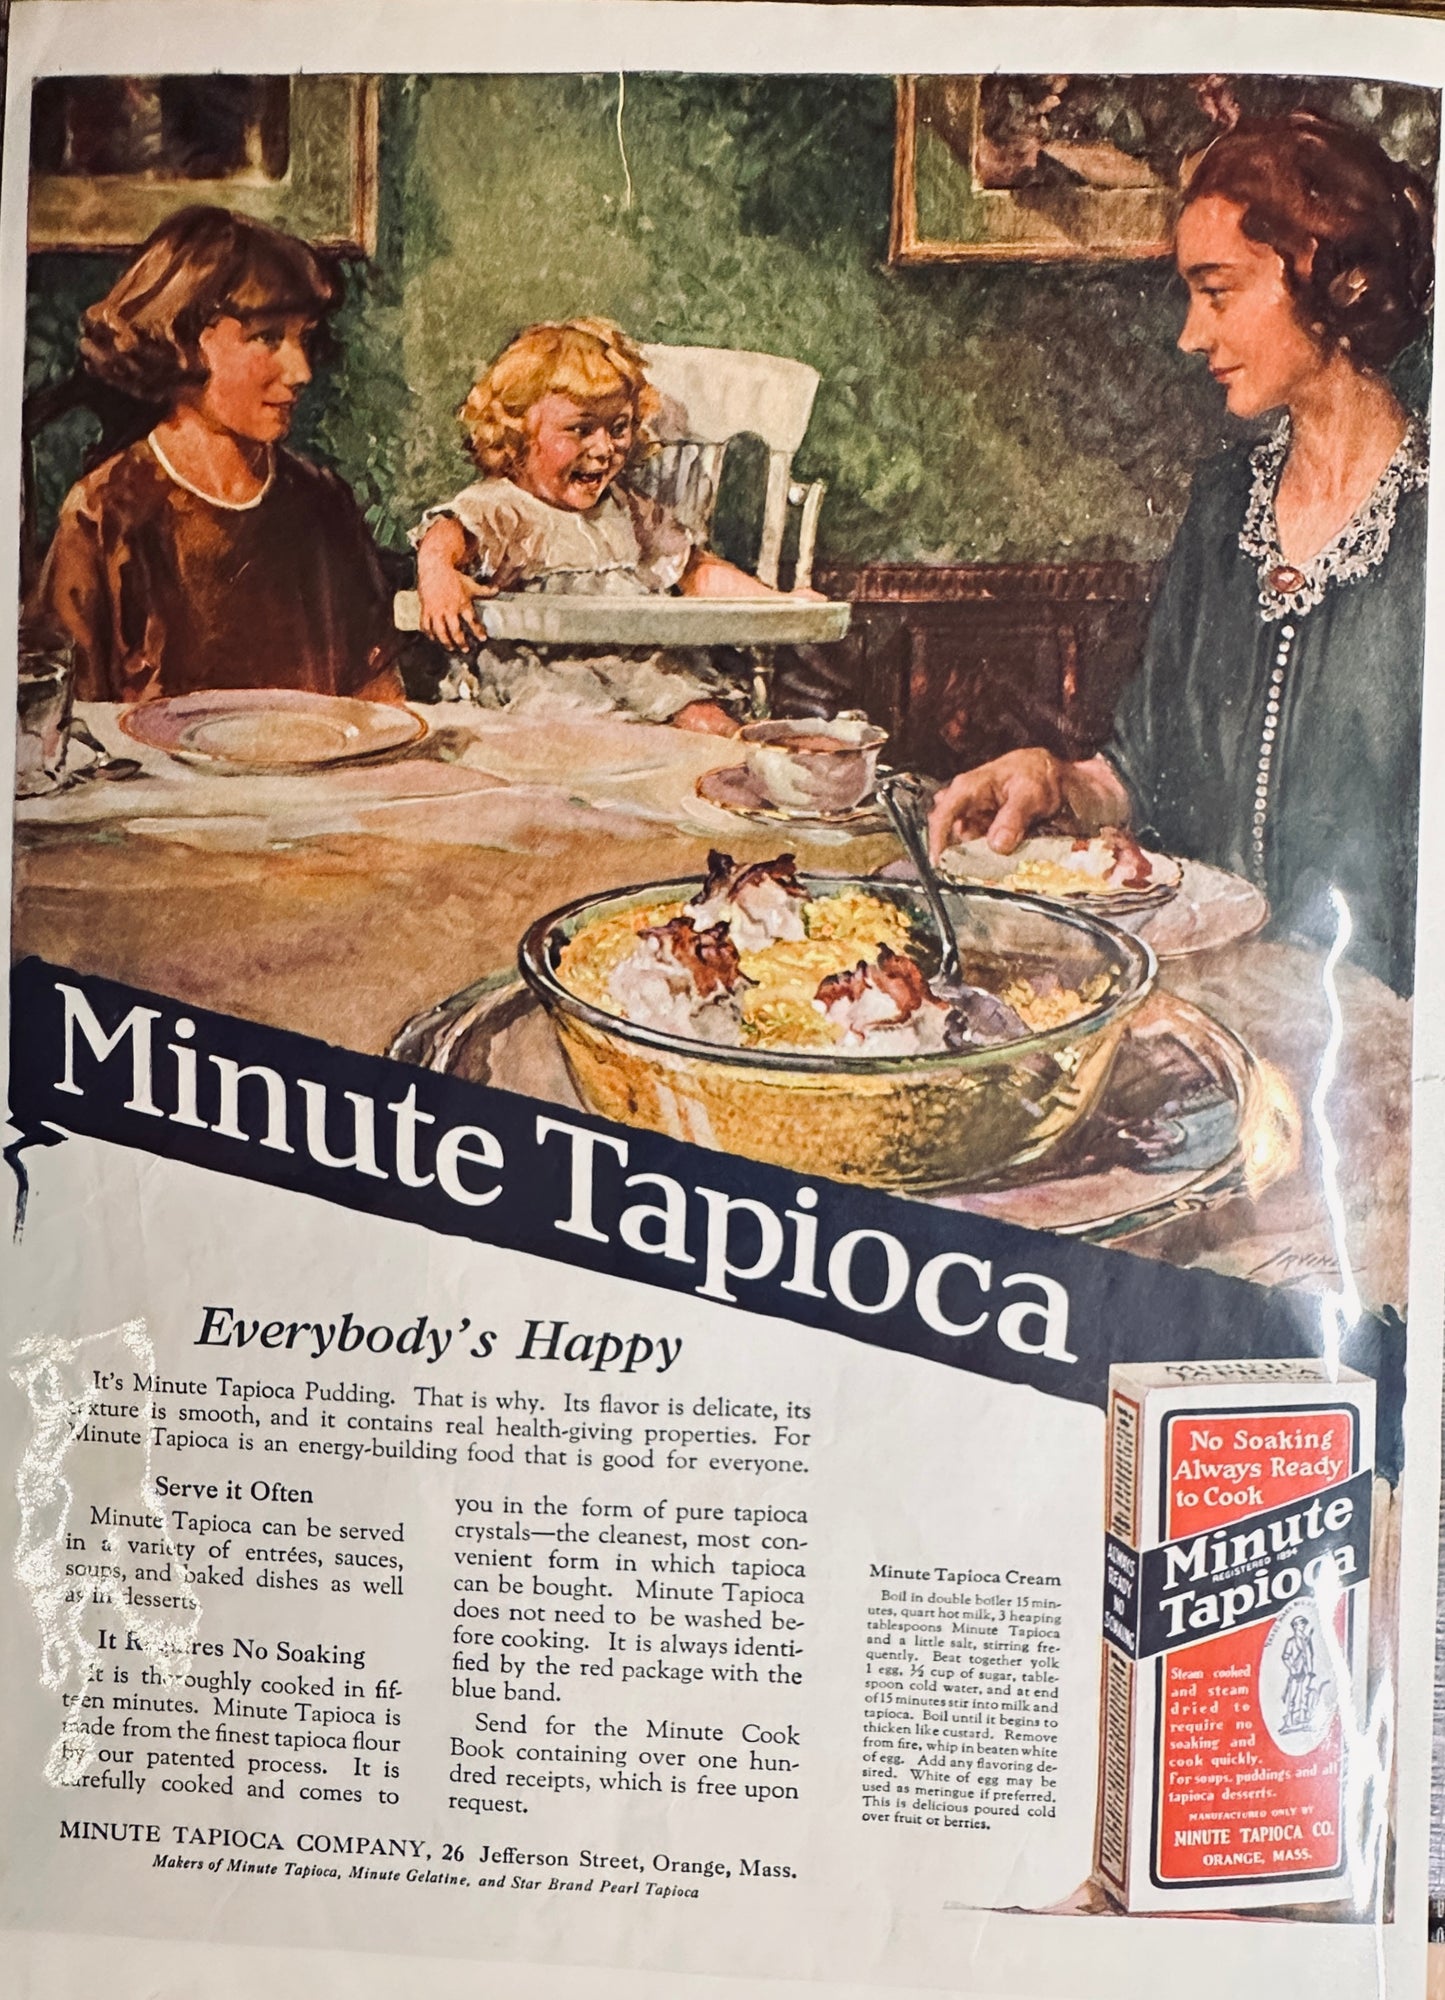 IRVINE
Minute Tapioca
Everybody's Happy
It's Minute Tapioca Pudding. That is why. Its flavor is delicate, its
is smooth, and it contains real health-giving properties. For
Minute Tapioca is an energy-building food that is good for everyone.
Serve it Often
Minute Tapioca can be served
in a variety of entrées, sauces,
soups, and baked dishes as well
as in desserts
It Requires No Soaking
It is thoroughly cooked in fif-
teen minutes. Minute Tapioca is
made from the finest tapioca flour
by our patented process. It is
carefully cooked and comes to
you in the form of pure tapioca
crystals—the cleanest, most con-
venient form in which tapioca
can be bought. Minute Tapioca
does not need to be washed be-
fore cooking. It is always identi-
fied by the red package with the
blue band.
Send for the Minute Cook
Book containing over one hun-
dred receipts, which is free upon
request.
MINUTE TAPIOCA COMPANY, 26 Jefferson Street, Orange, Mass.
Makers of Minute Tapioca, Minute Gelatine, and Star Brand Pearl Tapioca
Minute Tapioca Cream
Boil in double boiler 15 min-
utes, quart hot milk, 3 heaping
tablespoons Minute Tapioca
and a little salt, stirring fre-
quently. Beat together yolk
1 egg, ½ cup of sugar, table-
spoon cold water, and at end
of 15 minutes stir into milk and
tapioca. Boil until it begins to
thicken like custard. Remove
from fire, whip in beaten white
of egg. Add any flavoring de-
sired. White of egg may be
used as meringue if preferred.
This is delicious poured cold
over fruit or berries.
MINUTE
TAPIOCA
No Soaking
Always Ready
to Cook
Minute
REGISTERED 1894
Tapioca
ALWAYS
READY
NO
SOAKING
Steam cooked
and steam
dried to
require no
soaking and
cook quickly.
For soups, puddings and all
tapioca desserts.
MANUFACTURED ONLY BY
MINUTE TAPIOCA CO.
ORANGE, MASS.